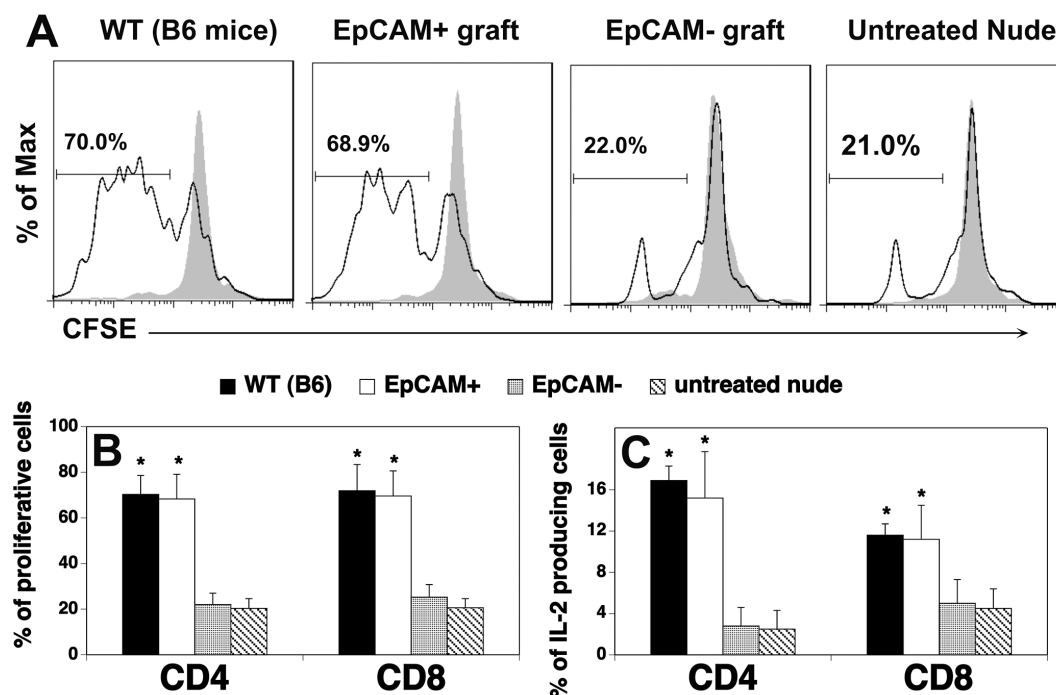 A
WT (B6 mice) EpCAM+ graft EpCAM- graft Untreated Nude
% of Max
70.0% 68.9% 22.0% 21.0%
CFSE
WT (B6) EpCAM+ EpCAM- untreated nude
B
% of proliferative cells
100
80
60
40
20
0
* * * *
CD4 CD8
C
% of IL-2 producing cells
16
12
8
4
0
* * * *
CD4 CD8